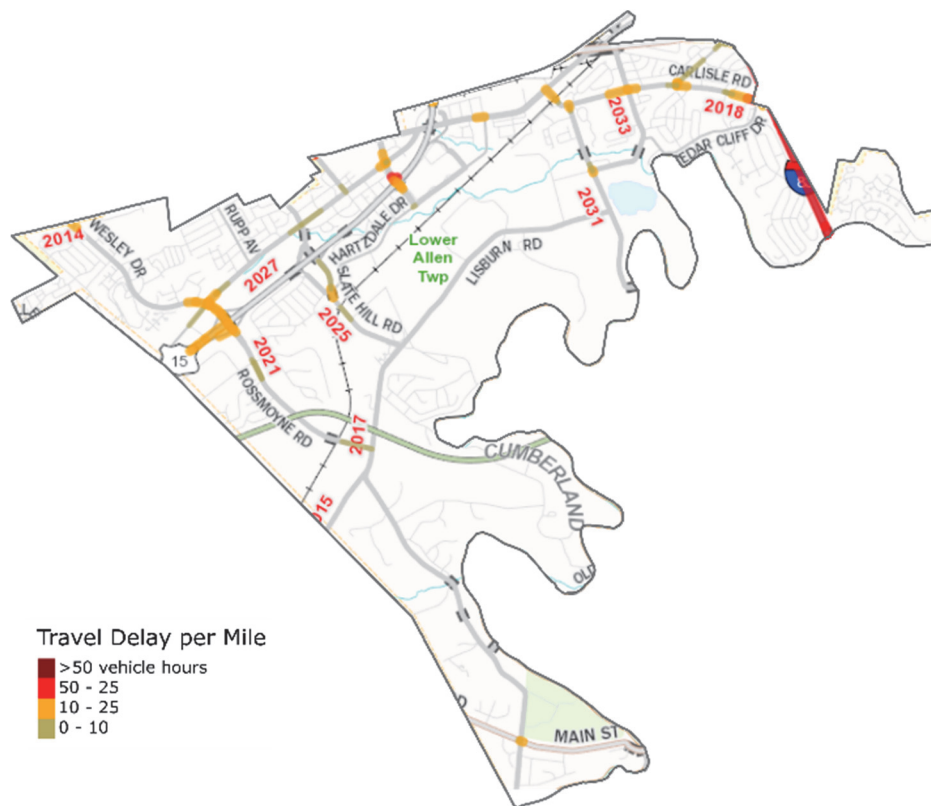 CARLISLE RD
2033
2018
EDAR CLIFF DR
2031
RUPP AV
HARTZDALE DR
Lower
Allen
Twp
LISBURN RD
2014
WESLEY DR
2027
SLATE HILL RD
2025
15
2021
ROSSMOYNE RD
2017
CUMBERLAND
015
OLD
Travel Delay per Mile
>50 vehicle hours
50 - 25
10 - 25
0 - 10
D
MAIN ST